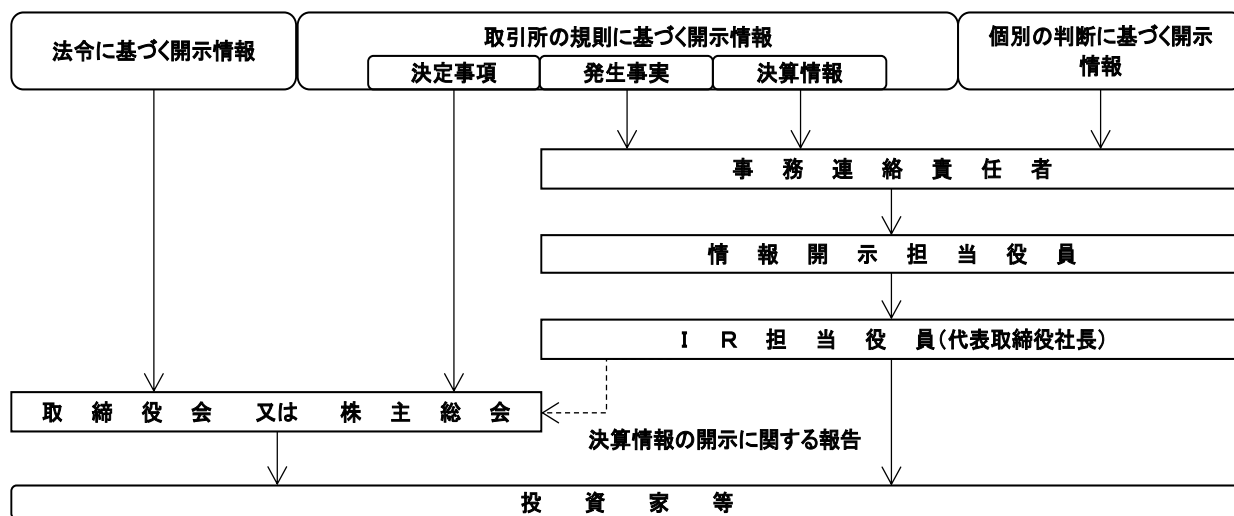 法令に基づく開示情報
取引所の規則に基づく開示情報
個別の判断に基づく開示
情報
決定事項
発生事実
決算情報
事務連絡責任者
情報開示担当役員
ＩＲ担当役員（代表取締役社長）
取締役会 又は 株主総会
決算情報の開示に関する報告
投資家等